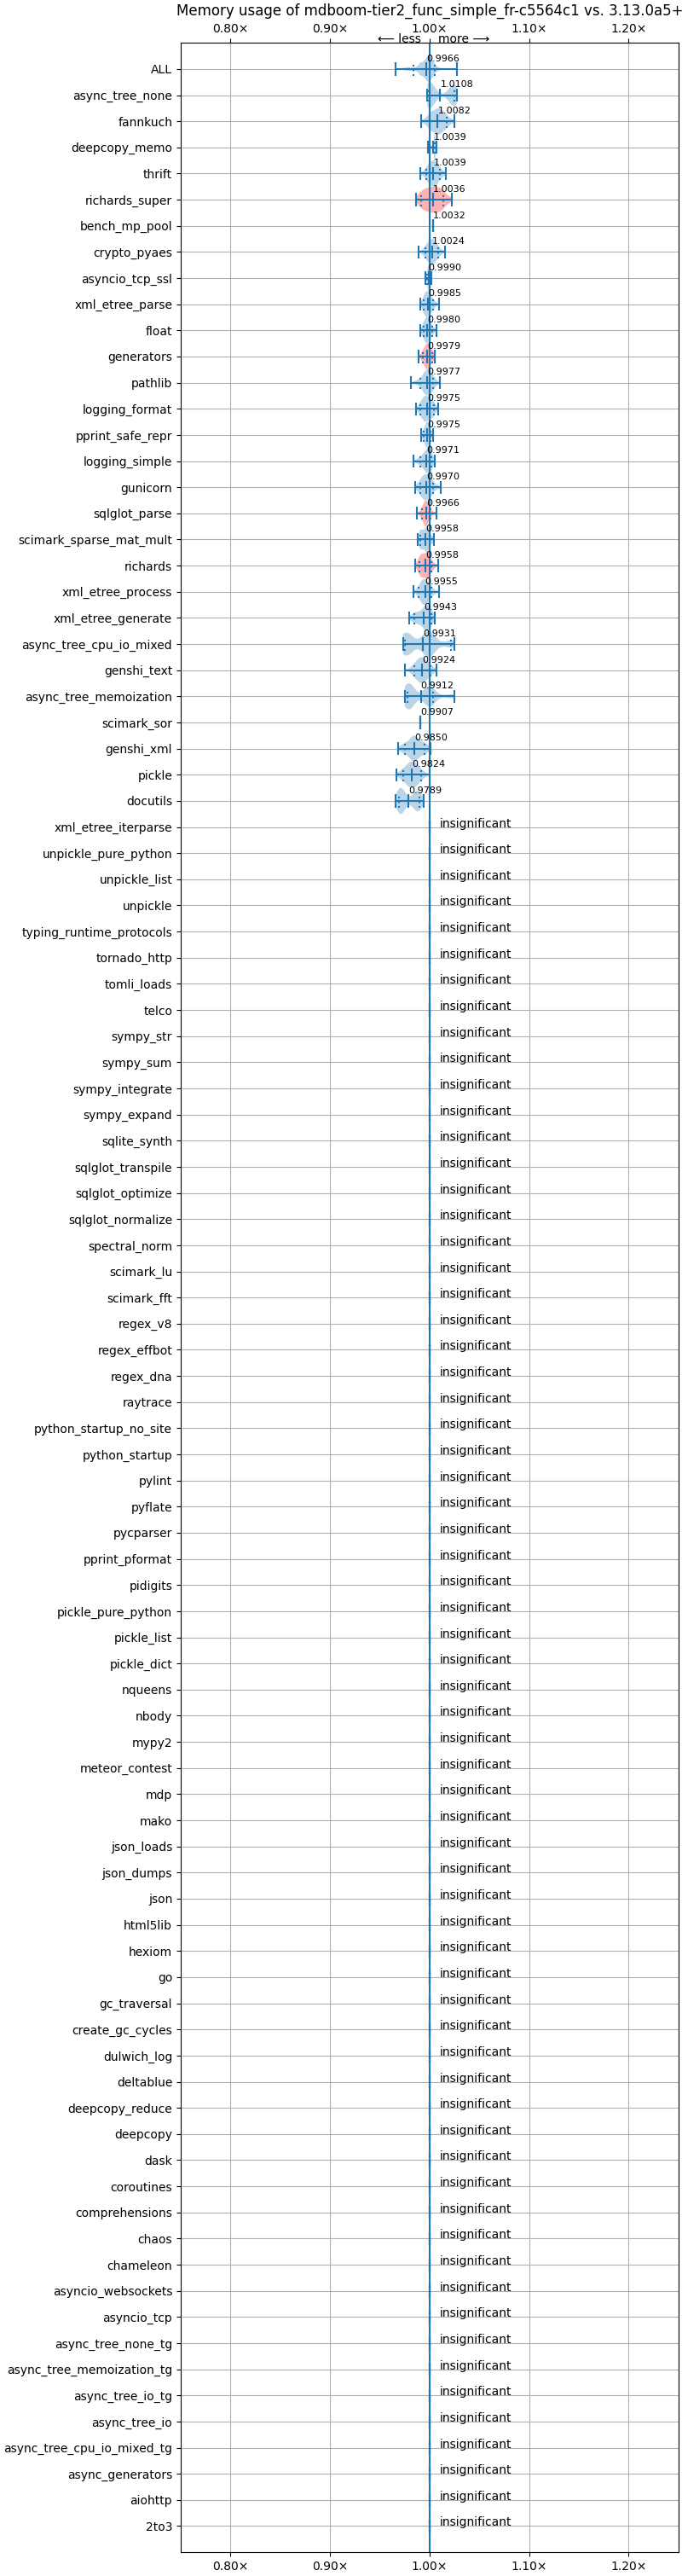 Memory usage of mdboom-tier2_func_simple_fr-c5564c1 vs. 3.13.0a5+
0.80× 0.90× 1.00× 1.10× 1.20×
⟵ less more ⟶
ALL 0.9966
async_tree_none 1.0108
fannkuch 1.0082
deepcopy_memo 1.0039
thrift 1.0039
richards_super 1.0036
bench_mp_pool 1.0032
crypto_pyaes 1.0024
asyncio_tcp_ssl 0.9990
xml_etree_parse 0.9985
float 0.9980
generators 0.9979
pathlib 0.9977
logging_format 0.9975
pprint_safe_repr 0.9975
logging_simple 0.9971
gunicorn 0.9970
sqlglot_parse 0.9966
scimark_sparse_mat_mult 0.9958
richards 0.9958
xml_etree_process 0.9955
xml_etree_generate 0.9943
async_tree_cpu_io_mixed 0.9931
genshi_text 0.9924
async_tree_memoization 0.9912
scimark_sor 0.9907
genshi_xml 0.9850
pickle 0.9824
docutils 0.9789
xml_etree_iterparse insignificant
unpickle_pure_python insignificant
unpickle_list insignificant
unpickle insignificant
typing_runtime_protocols insignificant
tornado_http insignificant
tomli_loads insignificant
telco insignificant
sympy_str insignificant
sympy_sum insignificant
sympy_integrate insignificant
sympy_expand insignificant
sqlite_synth insignificant
sqlglot_transpile insignificant
sqlglot_optimize insignificant
sqlglot_normalize insignificant
spectral_norm insignificant
scimark_lu insignificant
scimark_fft insignificant
regex_v8 insignificant
regex_effbot insignificant
regex_dna insignificant
raytrace insignificant
python_startup_no_site insignificant
python_startup insignificant
pylint insignificant
pyflate insignificant
pycparser insignificant
pprint_pformat insignificant
pidigits insignificant
pickle_pure_python insignificant
pickle_list insignificant
pickle_dict insignificant
nqueens insignificant
nbody insignificant
mypy2 insignificant
meteor_contest insignificant
mdp insignificant
mako insignificant
json_loads insignificant
json_dumps insignificant
json insignificant
html5lib insignificant
hexiom insignificant
go insignificant
gc_traversal insignificant
create_gc_cycles insignificant
dulwich_log insignificant
deltablue insignificant
deepcopy_reduce insignificant
deepcopy insignificant
dask insignificant
coroutines insignificant
comprehensions insignificant
chaos insignificant
chameleon insignificant
asyncio_websockets insignificant
asyncio_tcp insignificant
async_tree_none_tg insignificant
async_tree_memoization_tg insignificant
async_tree_io_tg insignificant
async_tree_io insignificant
async_tree_cpu_io_mixed_tg insignificant
async_generators insignificant
aiohttp insignificant
2to3 insignificant
0.80× 0.90× 1.00× 1.10× 1.20×